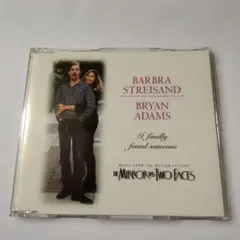 BARBRA
STREISAND
BRYAN
ADAMS
I finally
found someone
MUSIC FROM THE MOTION PICTURE
THE MIRROR HAS TWO FACES